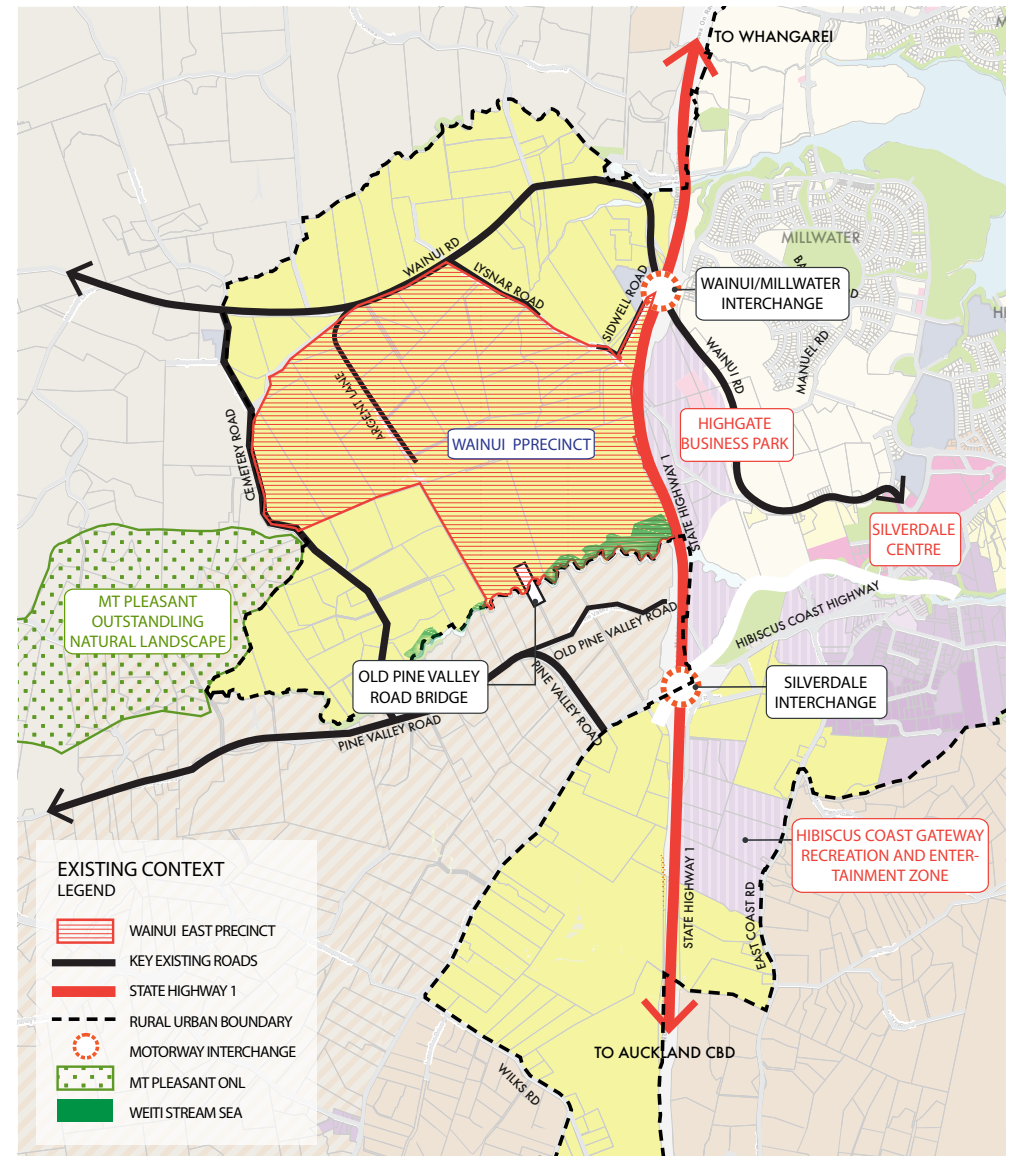 TO WHANGAREI
MILLWATER
WAINUI RD
LYSNAR ROAD
SIDWELL ROAD
WAINUI/MILLWATER
INTERCHANGE
WAINUI RD
MANUEL RD
ARGENT LANE
CEMETERY ROAD
WAINUI PPRECINCT
HIGHGATE
BUSINESS PARK
STATE HIGHWAY 1
SILVERDALE
CENTRE
MT PLEASANT
OUTSTANDING
NATURAL LANDSCAPE
HIBISCUS COAST HIGHWAY
OLD PINE VALLEY ROAD
OLD PINE VALLEY
ROAD BRIDGE
PINE VALLEY ROAD
SILVERDALE
INTERCHANGE
PINE VALLEY ROAD
HIBISCUS COAST GATEWAY
RECREATION AND ENTER-
TAINMENT ZONE
STATE HIGHWAY 1
EAST COAST RD
TO AUCKLAND CBD
WILKS RD
EXISTING CONTEXT
LEGEND
WAINUI EAST PRECINCT
KEY EXISTING ROADS
STATE HIGHWAY 1
RURAL URBAN BOUNDARY
MOTORWAY INTERCHANGE
MT PLEASANT ONL
WEITI STREAM SEA